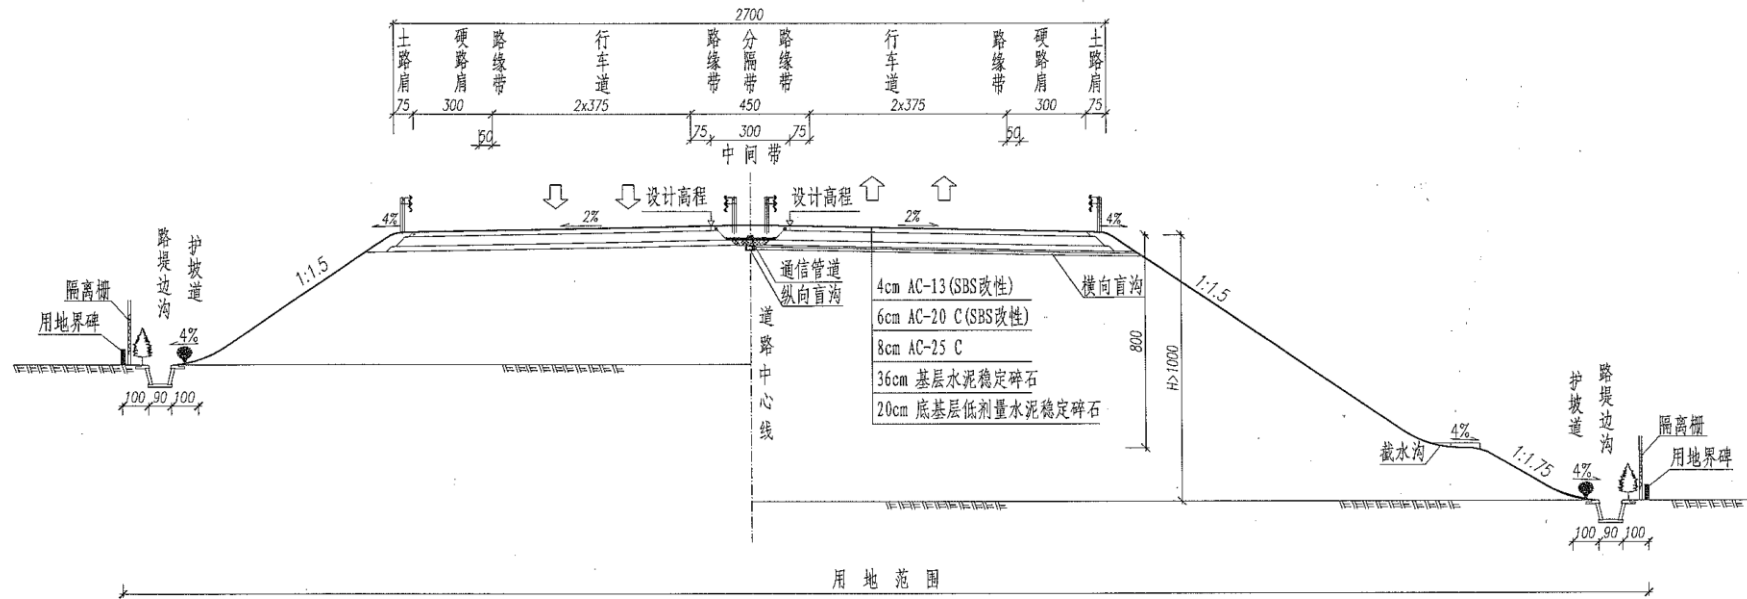 2700
土路肩
硬路肩
路缘带
行车道
路缘带
分隔带
路缘带
行车道
路缘带
硬路肩
土路肩
75
300
2x375
450
2x375
300
75
50
75
300
75
50
中间带
设计高程
设计高程
4%
2%
2%
4%
路堤边沟
护坡道
1:1.5
隔离栅
用地界碑
4%
100
90
100
通信管道
纵向盲沟
道路中心线
横向盲沟
4cm AC-13(SBS改性)
6cm AC-20 C(SBS改性)
8cm AC-25 C
36cm 基层水泥稳定碎石
20cm 底基层低剂量水泥稳定碎石
1:1.5
800
H>1000
截水沟
4%
1:1.75
护坡道
路堤边沟
4%
隔离栅
用地界碑
100
90
100
用地范围